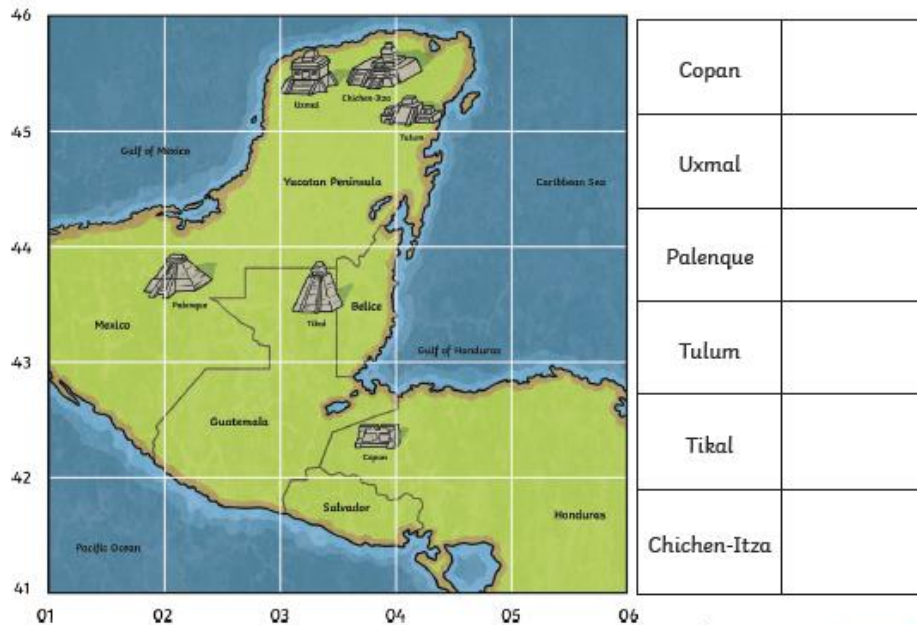 46
45
44
43
42
41
01 02 03 04 05 06
Uxmal
Chichen-Itza
Tulum
Gulf of Mexico
Yucatan Peninsula
Caribbean Sea
Palenque
Tikal
Belice
Mexico
Gulf of Honduras
Guatemala
Copan
Salvador
Honduras
Pacific Ocean
Copan
Uxmal
Palenque
Tulum
Tikal
Chichen-Itza